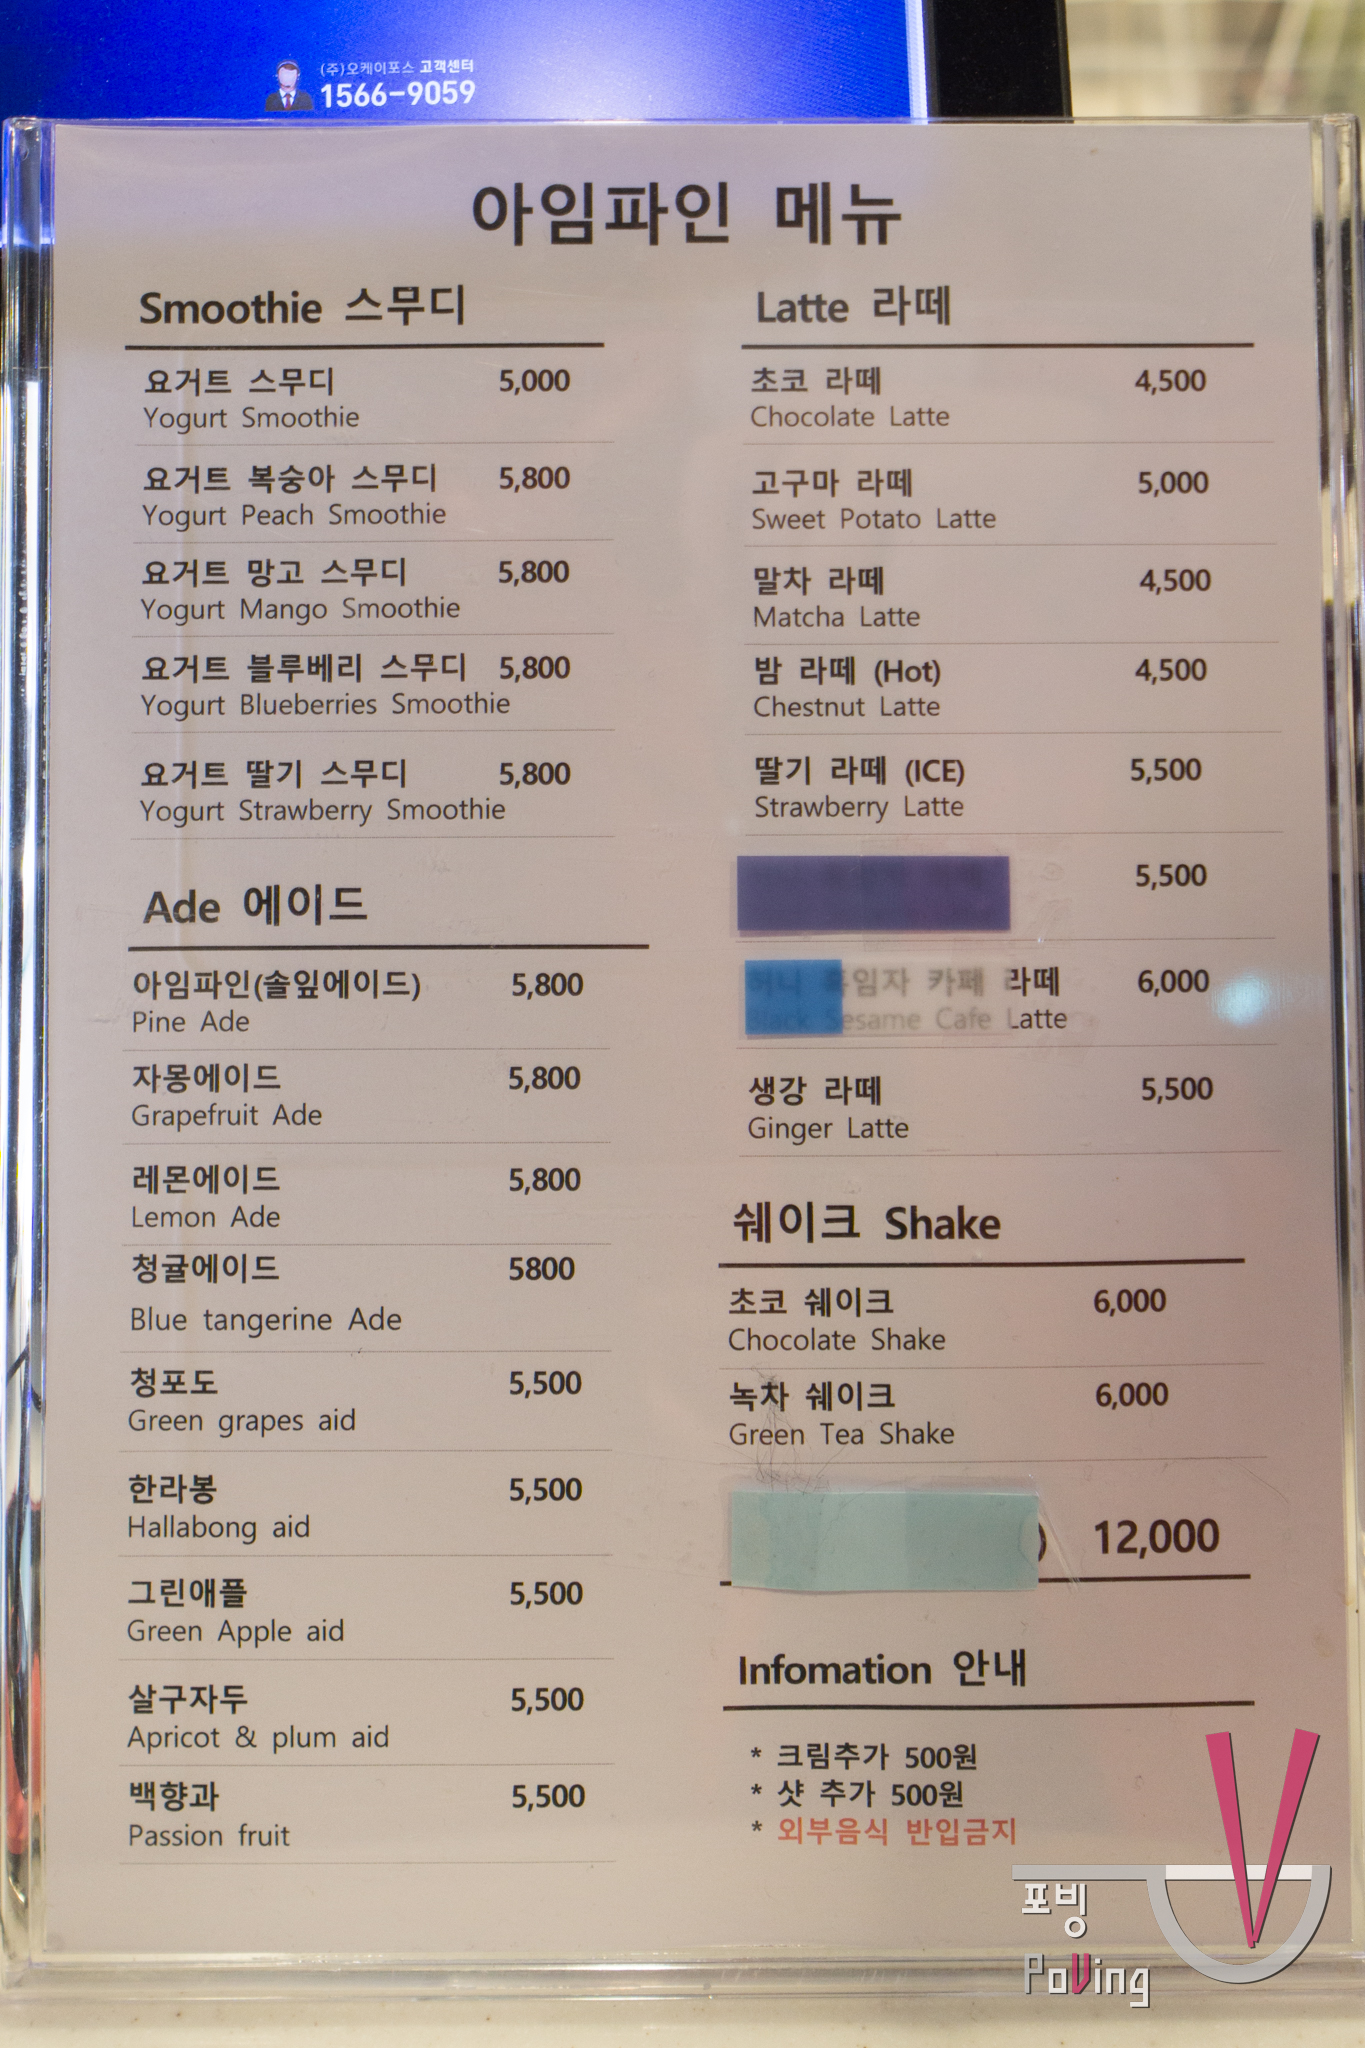 (주)오케이포스 고객센터
1566-9059
아임파인 메뉴
Smoothie 스무디
요거트 스무디 5,000
Yogurt Smoothie
요거트 복숭아 스무디 5,800
Yogurt Peach Smoothie
요거트 망고 스무디 5,800
Yogurt Mango Smoothie
요거트 블루베리 스무디 5,800
Yogurt Blueberries Smoothie
요거트 딸기 스무디 5,800
Yogurt Strawberry Smoothie
Ade 에이드
아임파인(솔잎에이드) 5,800
Pine Ade
자몽에이드 5,800
Grapefruit Ade
레몬에이드 5,800
Lemon Ade
청귤에이드 5800
Blue tangerine Ade
청포도 5,500
Green grapes aid
한라봉 5,500
Hallabong aid
그린애플 5,500
Green Apple aid
살구자두 5,500
Apricot & plum aid
백향과 5,500
Passion fruit
Latte 라떼
초코 라떼 4,500
Chocolate Latte
고구마 라떼 5,000
Sweet Potato Latte
말차 라떼 4,500
Matcha Latte
밤 라떼 (Hot) 4,500
Chestnut Latte
딸기 라떼 (ICE) 5,500
Strawberry Latte
5,500
허니 흑임자 카페 라떼 6,000
Black Sesame Cafe Latte
생강 라떼 5,500
Ginger Latte
쉐이크 Shake
초코 쉐이크 6,000
Chocolate Shake
녹차 쉐이크 6,000
Green Tea Shake
) 12,000
Infomation 안내
* 크림추가 500원
* 샷 추가 500원
* 외부음식 반입금지
포빙
PoVing